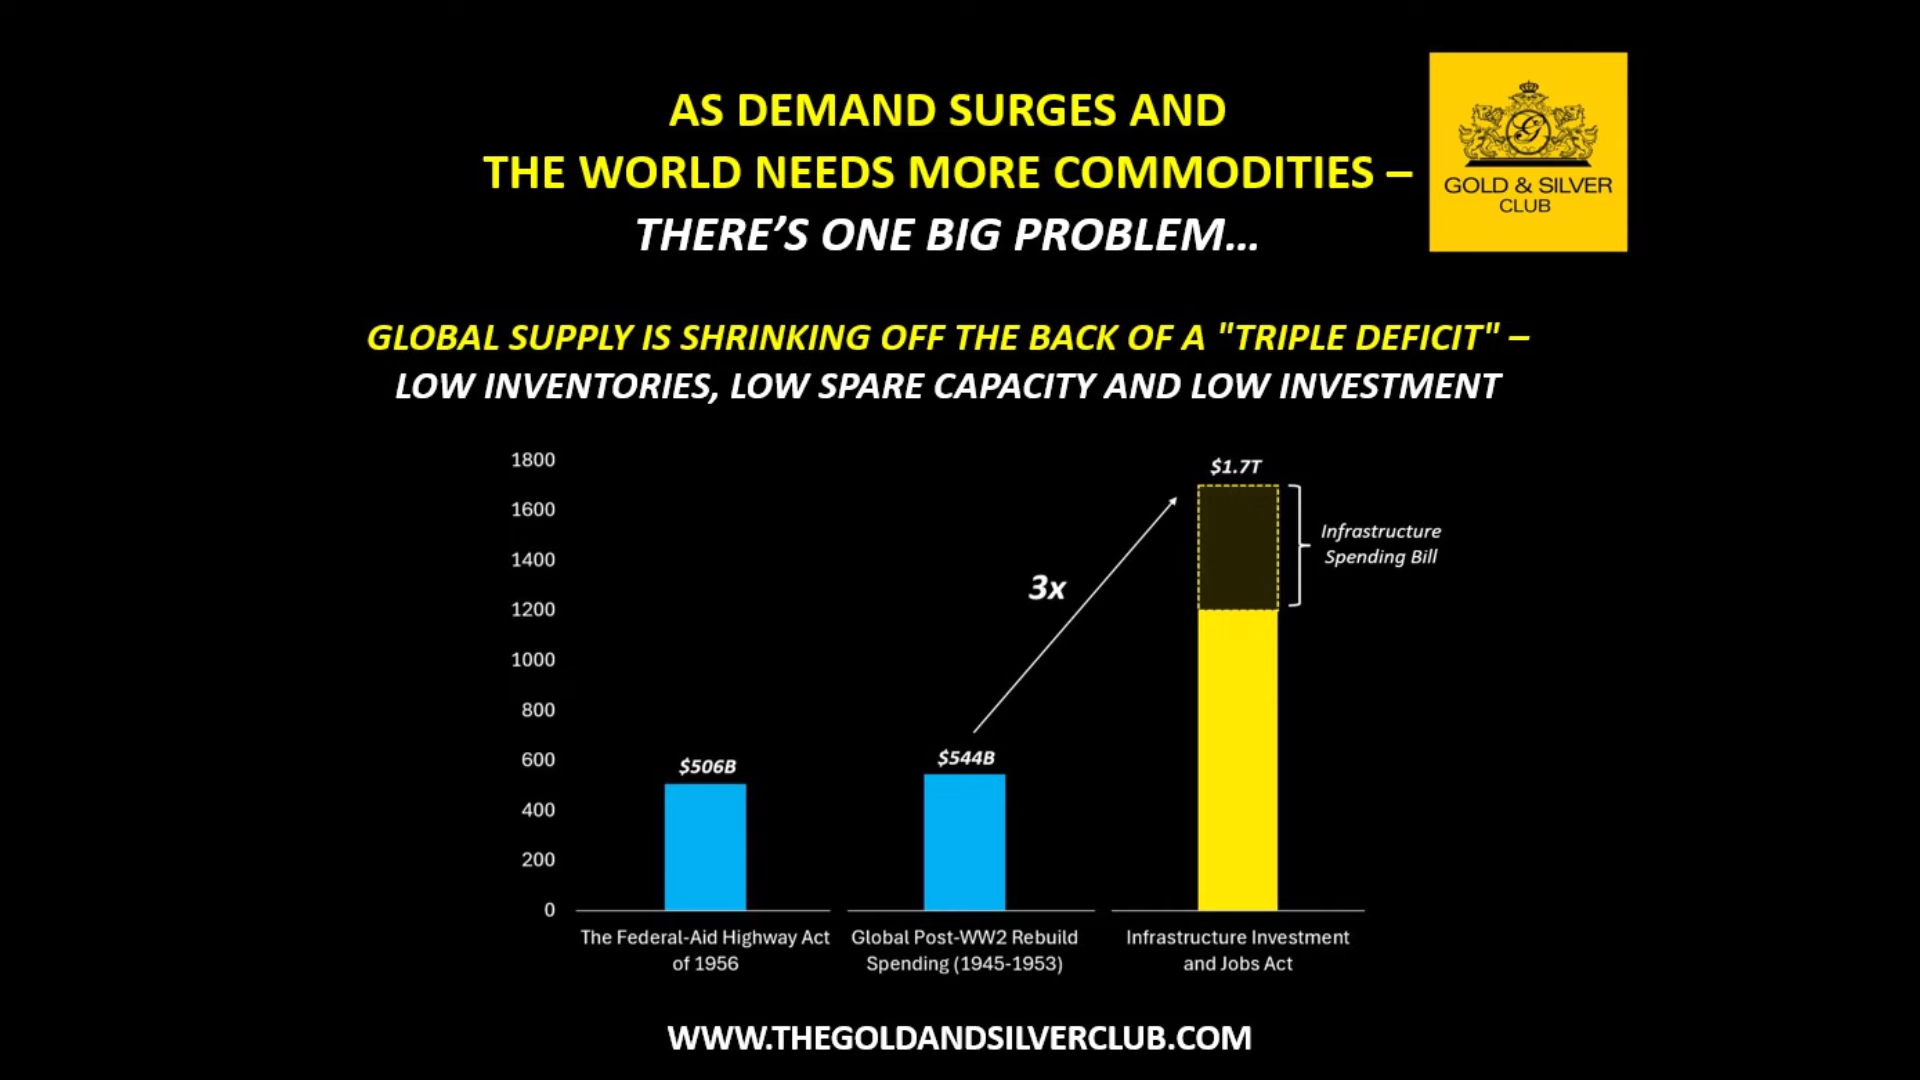 AS DEMAND SURGES AND
THE WORLD NEEDS MORE COMMODITIES –
THERE’S ONE BIG PROBLEM…
GOLD & SILVER
CLUB
GLOBAL SUPPLY IS SHRINKING OFF THE BACK OF A "TRIPLE DEFICIT" –
LOW INVENTORIES, LOW SPARE CAPACITY AND LOW INVESTMENT
1800
1600
1400
1200
1000
800
600
400
200
0
$506B
$544B
3x
$1.7T
Infrastructure
Spending Bill
The Federal-Aid Highway Act
of 1956
Global Post-WW2 Rebuild
Spending (1945-1953)
Infrastructure Investment
and Jobs Act
WWW.THEGOLDANDSILVERCLUB.COM